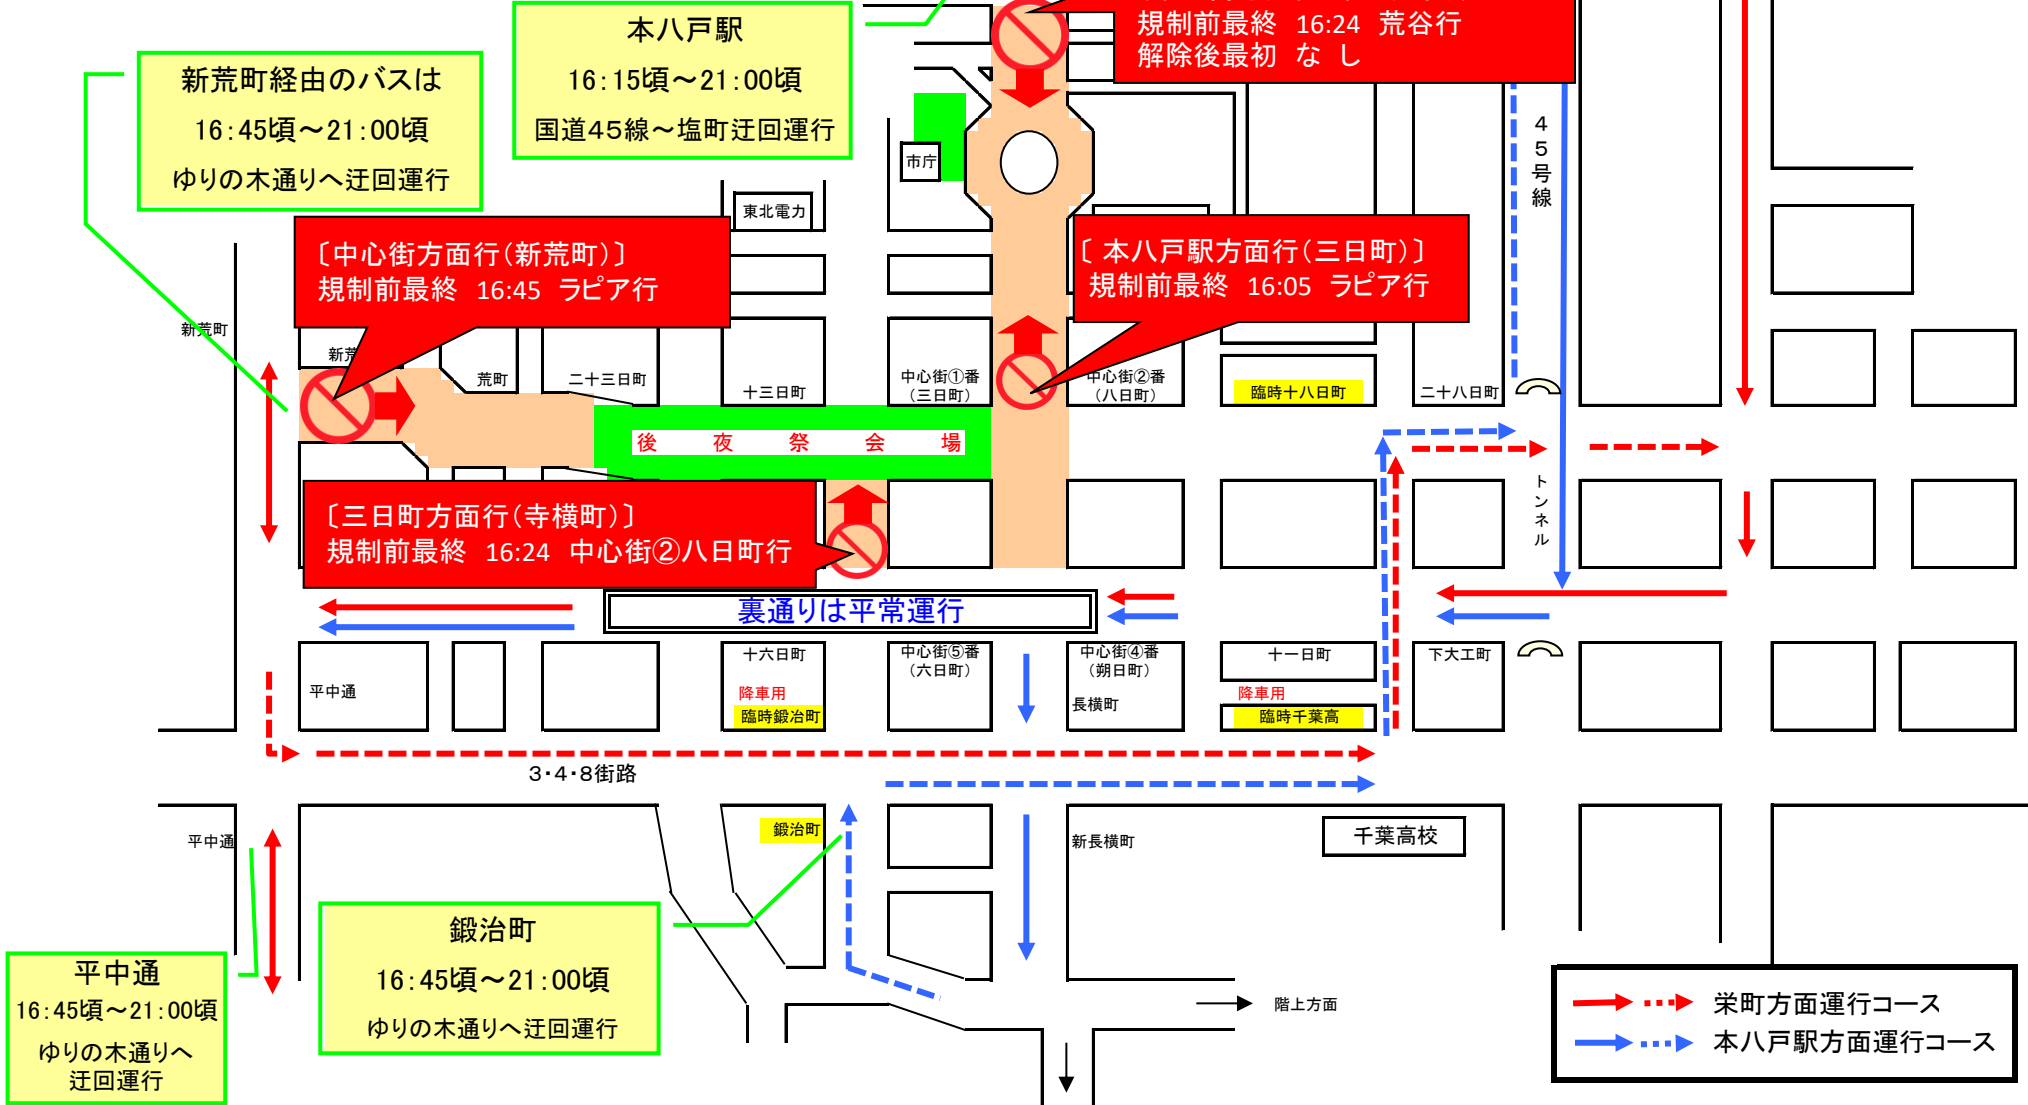 本八戸駅
16:15頃～21:00頃
国道45線～塩町迂回運行
規制前最終 16:24 荒谷行
解除後最初 な し
新荒町経由のバスは
16:45頃～21:00頃
ゆりの木通りへ迂回運行
市庁
東北電力
45号線
〔中心街方面行(新荒町)〕
規制前最終 16:45 ラピア行
〔 本八戸駅方面行(三日町)〕
規制前最終 16:05 ラピア行
新荒町
新荒
荒町
二十三日町
十三日町
中心街①番
(三日町)
中心街②番
(八日町)
臨時十八日町
二十八日町
後 夜 祭 会 場
トンネル
〔三日町方面行(寺横町)〕
規制前最終 16:24 中心街②八日町行
裏通りは平常運行
平中通
十六日町
降車用
臨時鍛冶町
中心街⑤番
(六日町)
中心街④番
(朔日町)
長横町
十一日町
降車用
臨時千葉高
下大工町
3・4・8街路
平中通
鍛治町
新長横町
千葉高校
鍛治町
16:45頃～21:00頃
ゆりの木通りへ迂回運行
平中通
16:45頃～21:00頃
ゆりの木通りへ
迂回運行
階上方面
栄町方面運行コース
本八戸駅方面運行コース